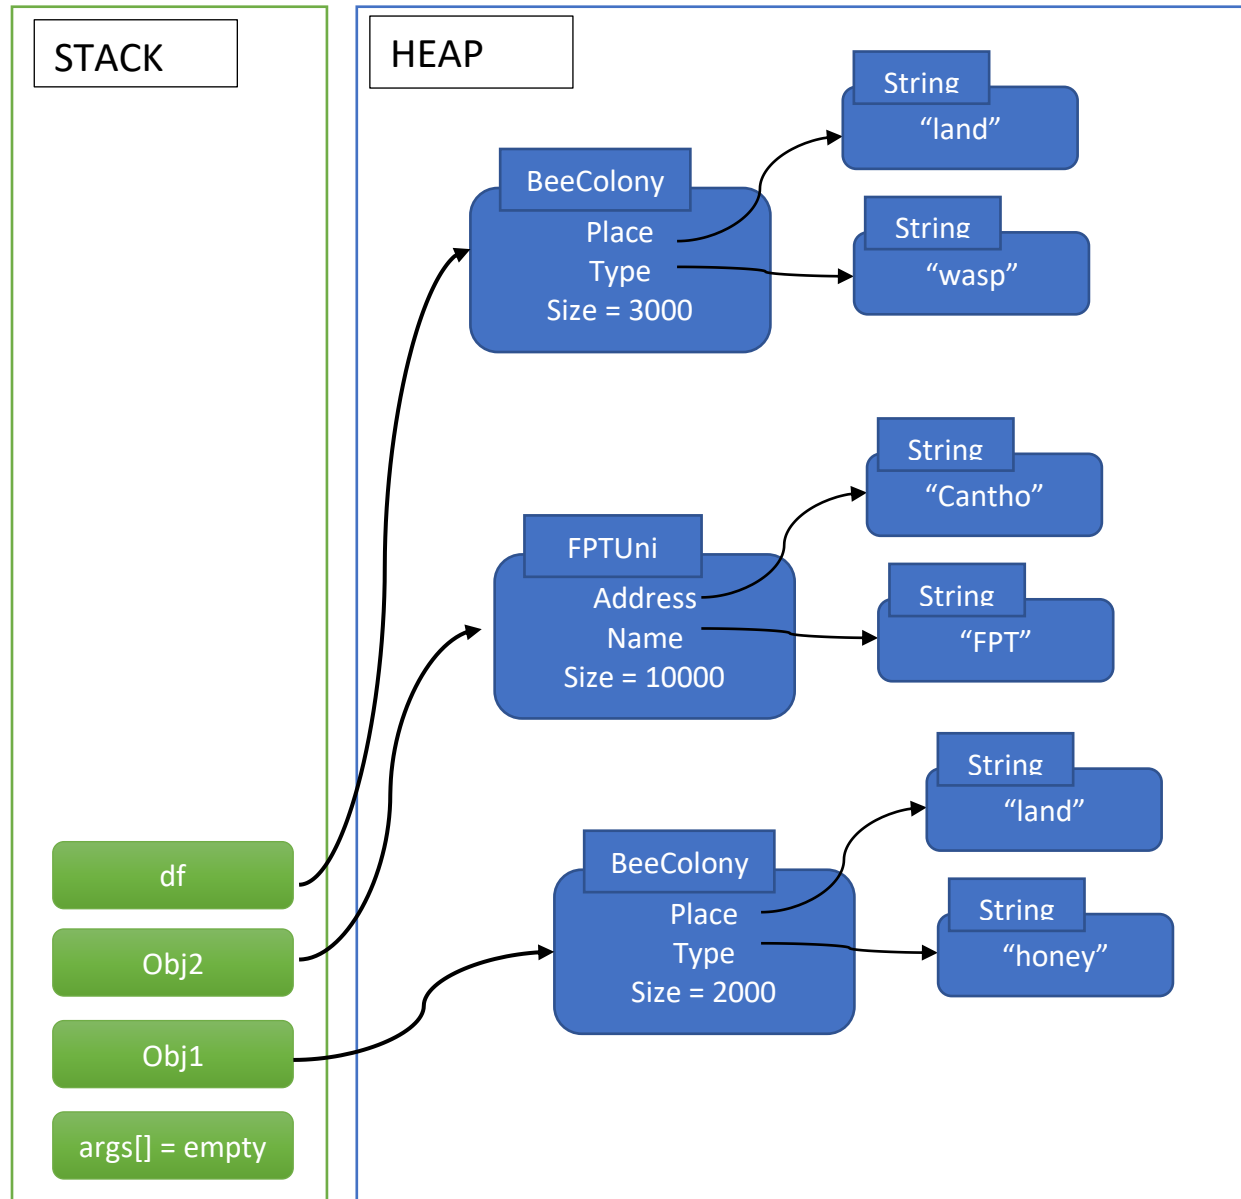 STACK
HEAP
String
“land”
BeeColony
Place
Type
Size = 3000
String
“wasp”
String
“Cantho”
FPTUni
Address
Name
Size = 10000
String
“FPT”
String
“land”
BeeColony
Place
Type
Size = 2000
String
“honey”
df
Obj2
Obj1
args[] = empty